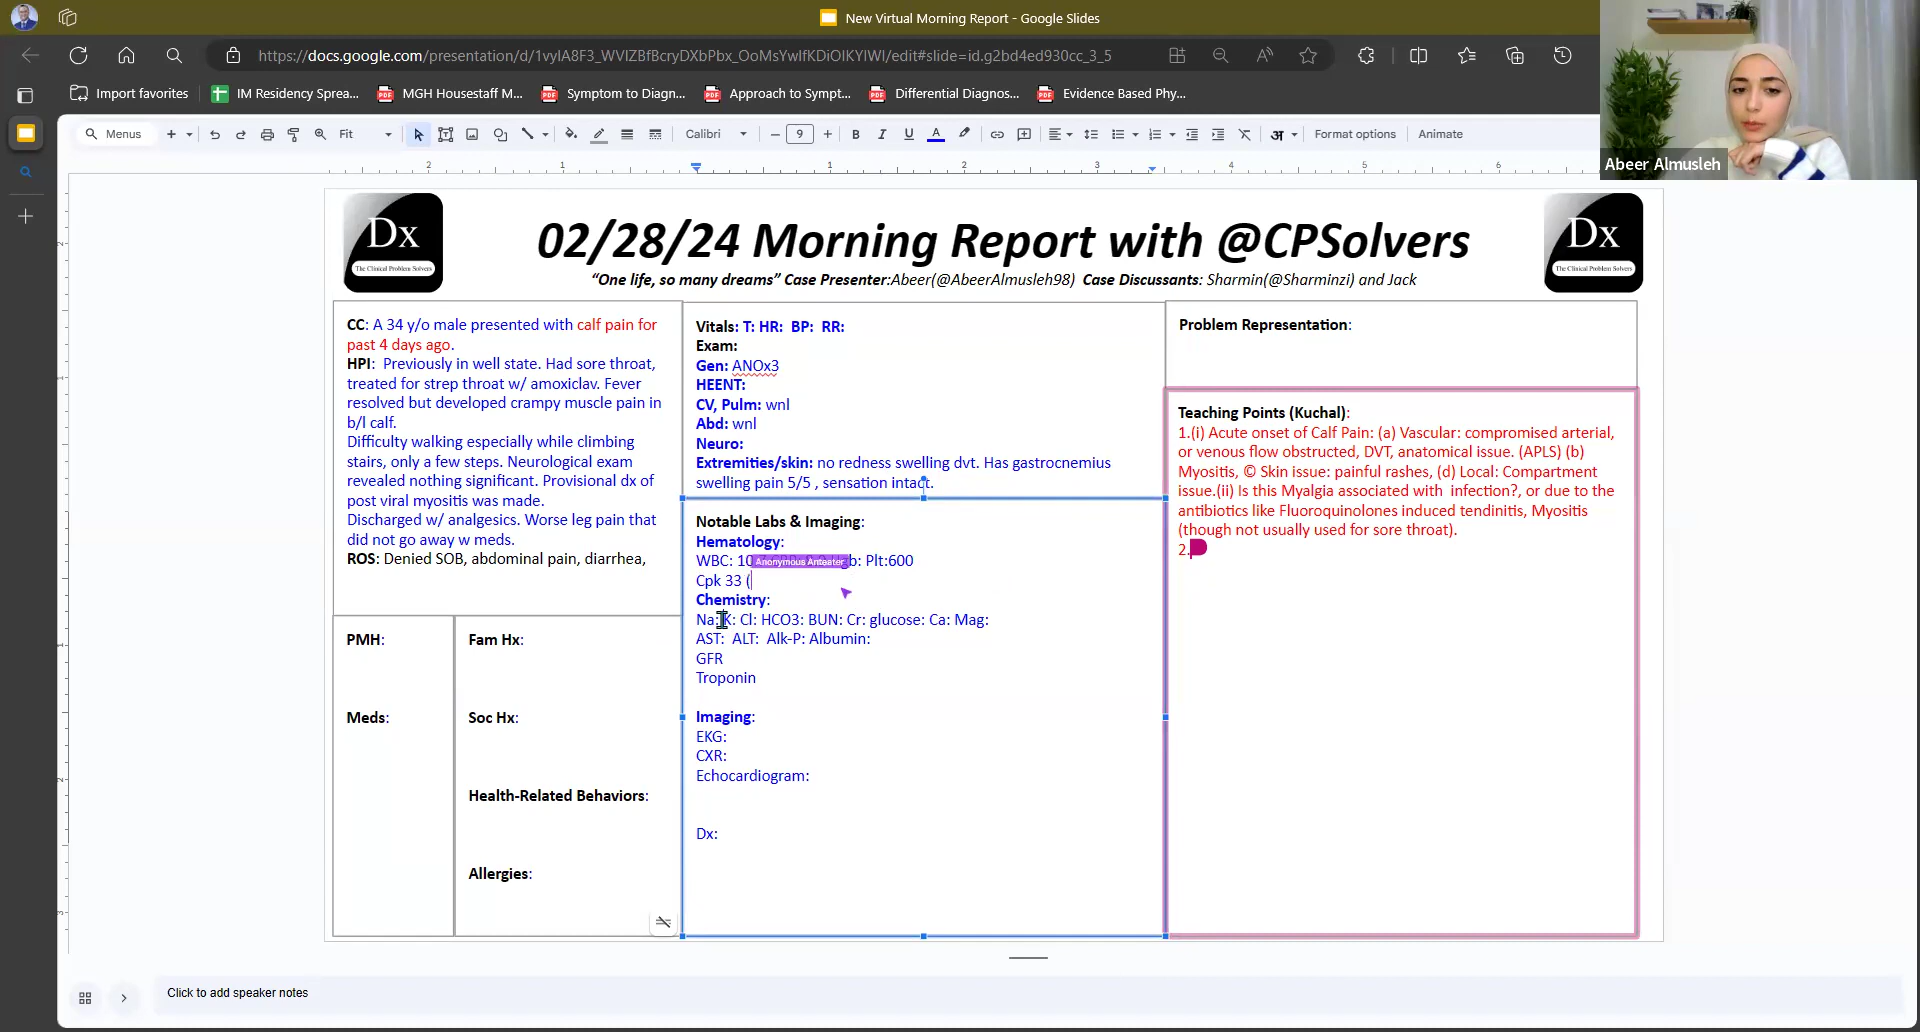 New Virtual Morning Report - Google Slides
https://docs.google.com/presentation/d/1vyIA8F3_WVIZBfBcryDXbPbx_OoMsYwIfKDiOIKYIWI/edit#slide=id.g2bd4ed930cc_3_5
Import favorites
IM Residency Sprea...
MGH Housestaff M...
Symptom to Diagn...
Approach to Sympt...
Differential Diagnos...
Evidence Based Phy...
Abeer Almusleh
Menus
Fit
Calibri
9
Format options
Animate
2 1 1 2 3 4 5 6
Dx
The Clinical Problem Solvers
02/28/24 Morning Report with @CPSolvers
“One life, so many dreams” Case Presenter:Abeer(@AbeerAlmusleh98) Case Discussants: Sharmin(@Sharminzi) and Jack
Dx
The Clinical Problem Solvers
CC: A 34 y/o male presented with calf pain for
past 4 days ago.
HPI: Previously in well state. Had sore throat,
treated for strep throat w/ amoxiclav. Fever
resolved but developed crampy muscle pain in
b/l calf.
Difficulty walking especially while climbing
stairs, only a few steps. Neurological exam
revealed nothing significant. Provisional dx of
post viral myositis was made.
Discharged w/ analgesics. Worse leg pain that
did not go away w meds.
ROS: Denied SOB, abdominal pain, diarrhea,
PMH:
Meds:
Fam Hx:
Soc Hx:
Health-Related Behaviors:
Allergies:
Vitals: T: HR: BP: RR:
Exam:
Gen: ANOx3
HEENT:
CV, Pulm: wnl
Abd: wnl
Neuro:
Extremities/skin: no redness swelling dvt. Has gastrocnemius
swelling pain 5/5 , sensation intact.
Notable Labs & Imaging:
Hematology:
WBC: Plt:600
Anonymous Anteater
Cpk 33 (
Chemistry:
Na: K: Cl: HCO3: BUN: Cr: glucose: Ca: Mag:
AST: ALT: Alk-P: Albumin:
GFR
Troponin
Imaging:
EKG:
CXR:
Echocardiogram:
Dx:
Problem Representation:
Teaching Points (Kuchal):
1.(i) Acute onset of Calf Pain: (a) Vascular: compromised arterial,
or venous flow obstructed, DVT, anatomical issue. (APLS) (b)
Myositis, © Skin issue: painful rashes, (d) Local: Compartment
issue.(ii) Is this Myalgia associated with infection?, or due to the
antibiotics like Fluoroquinolones induced tendinitis, Myositis
(though not usually used for sore throat).
2.
Click to add speaker notes